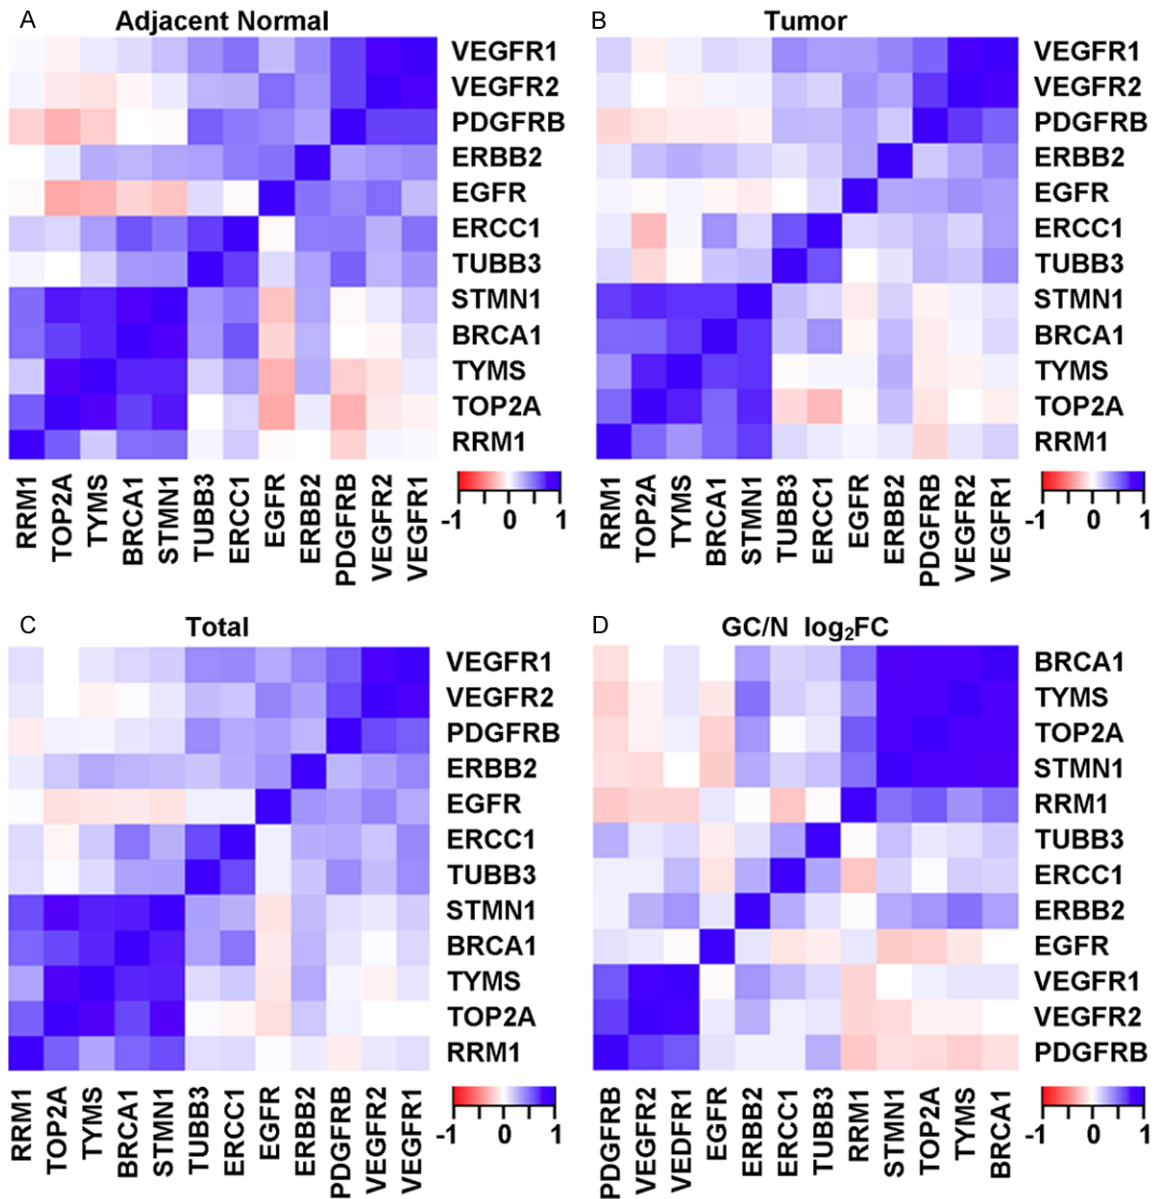 A
Adjacent Normal
VEGFR1
VEGFR2
PDGFRB
ERBB2
EGFR
ERCC1
TUBB3
STMN1
BRCA1
TYMS
TOP2A
RRM1
RRM1
TOP2A
TYMS
BRCA1
STMN1
TUBB3
ERCC1
EGFR
ERBB2
PDGFRB
VEGFR2
VEGFR1
-1 0 1
B
Tumor
VEGFR1
VEGFR2
PDGFRB
ERBB2
EGFR
ERCC1
TUBB3
STMN1
BRCA1
TYMS
TOP2A
RRM1
RRM1
TOP2A
TYMS
BRCA1
STMN1
TUBB3
ERCC1
EGFR
ERBB2
PDGFRB
VEGFR2
VEGFR1
-1 0 1
C
Total
VEGFR1
VEGFR2
PDGFRB
ERBB2
EGFR
ERCC1
TUBB3
STMN1
BRCA1
TYMS
TOP2A
RRM1
RRM1
TOP2A
TYMS
BRCA1
STMN1
TUBB3
ERCC1
EGFR
ERBB2
PDGFRB
VEGFR2
VEGFR1
-1 0 1
D
GC/N log₂FC
BRCA1
TYMS
TOP2A
STMN1
RRM1
TUBB3
ERCC1
ERBB2
EGFR
VEGFR1
VEGFR2
PDGFRB
PDGFRB
VEGFR2
VEDFR1
EGFR
ERBB2
ERCC1
TUBB3
RRM1
STMN1
TOP2A
TYMS
BRCA1
-1 0 1